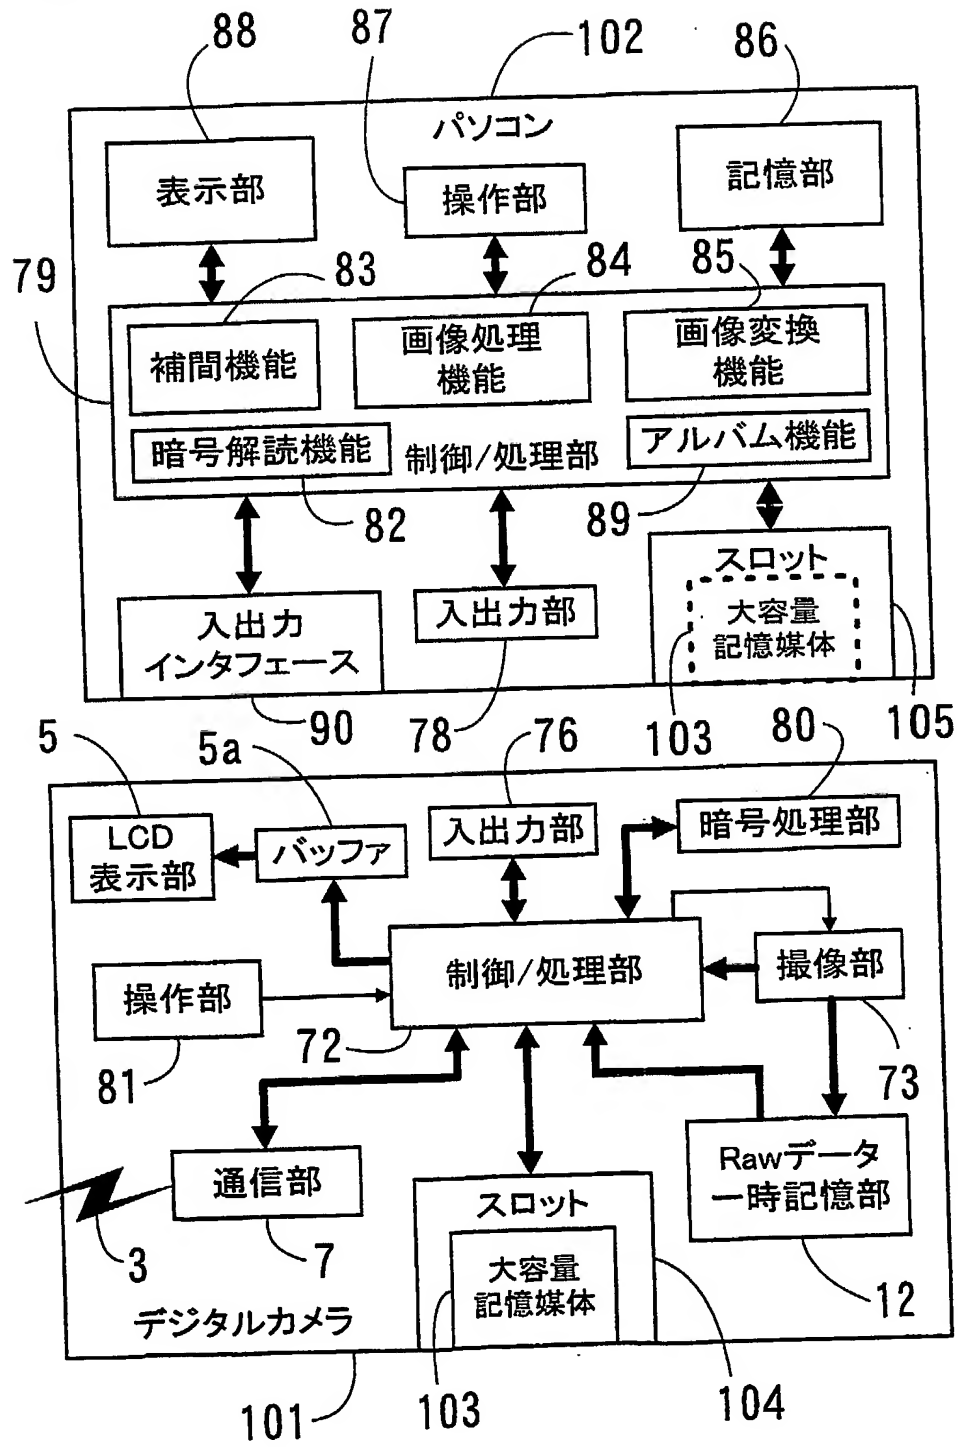 88
87
102
86
パソコン
表示部
操作部
記憶部
79
83
84
85
補間機能
画像処理
機能
画像変換
機能
暗号解読機能
制御/処理部
アルバム機能
82
89
スロット
大容量
記憶媒体
入出力
インタフェース
入出力部
90
78
103
105
5
5a
76
80
LCD
表示部
バッファ
入出力部
暗号処理部
制御/処理部
撮像部
操作部
81
72
73
通信部
Rawデータ
一時記憶部
スロット
大容量
記憶媒体
3
7
12
デジタルカメラ
101
103
104